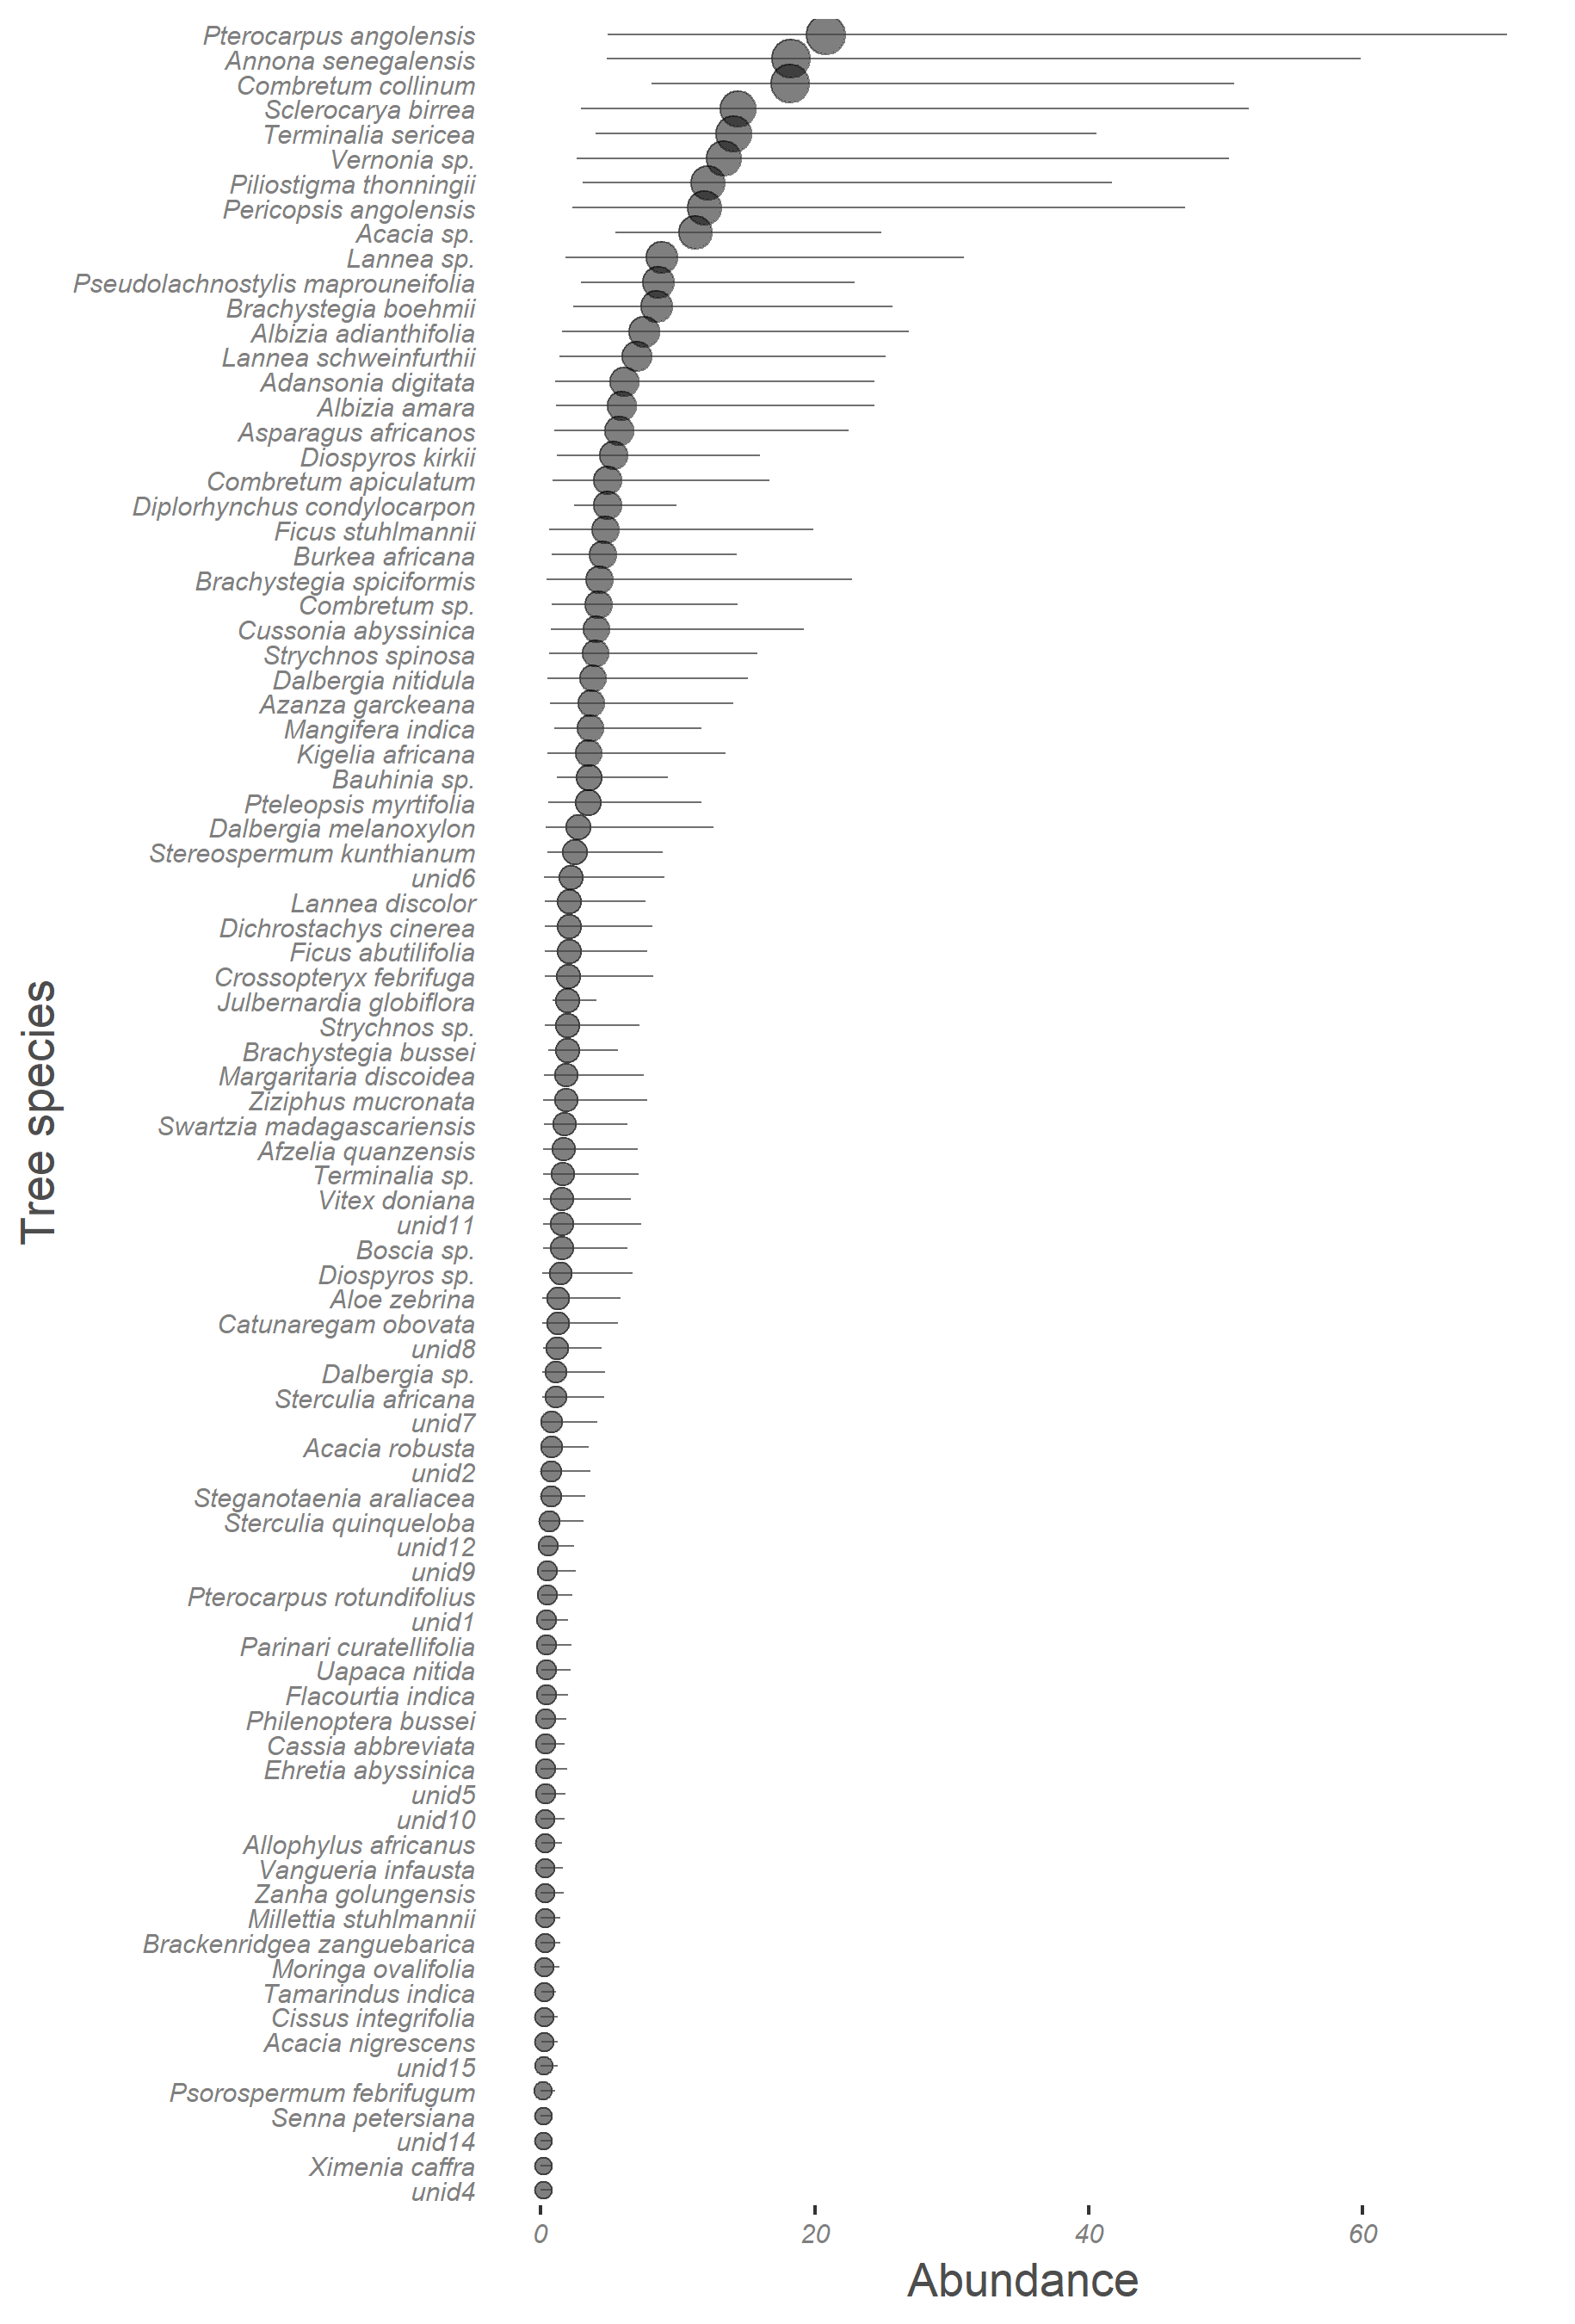 Pterocarpus angolensis
Annona senegalensis
Combretum collinum
Sclerocarya birrea
Terminalia sericea
Vernonia sp.
Piliostigma thonningii
Pericopsis angolensis
Acacia sp.
Lannea sp.
Pseudolachnostylis maprouneifolia
Brachystegia boehmii
Albizia adianthifolia
Lannea schweinfurthii
Adansonia digitata
Albizia amara
Asparagus africanos
Diospyros kirkii
Combretum apiculatum
Diplorhynchus condylocarpon
Ficus stuhlmannii
Burkea africana
Brachystegia spiciformis
Combretum sp.
Cussonia abyssinica
Strychnos spinosa
Dalbergia nitidula
Azanza garckeana
Mangifera indica
Kigelia africana
Bauhinia sp.
Pteleopsis myrtifolia
Dalbergia melanoxylon
Stereospermum kunthianum
unid6
Lannea discolor
Dichrostachys cinerea
Ficus abutilifolia
Crossopteryx febrifuga
Julbernardia globiflora
Strychnos sp.
Brachystegia bussei
Margaritaria discoidea
Ziziphus mucronata
Swartzia madagascariensis
Afzelia quanzensis
Terminalia sp.
Vitex doniana
unid11
Boscia sp.
Diospyros sp.
Aloe zebrina
Catunaregam obovata
unid8
Dalbergia sp.
Sterculia africana
unid7
Acacia robusta
unid2
Steganotaenia araliacea
Sterculia quinqueloba
unid12
unid9
Pterocarpus rotundifolius
unid1
Parinari curatellifolia
Uapaca nitida
Flacourtia indica
Philenoptera bussei
Cassia abbreviata
Ehretia abyssinica
unid5
unid10
Allophylus africanus
Vangueria infausta
Zanha golungensis
Millettia stuhlmannii
Brackenridgea zanguebarica
Moringa ovalifolia
Tamarindus indica
Cissus integrifolia
Acacia nigrescens
unid15
Psorospermum febrifugum
Senna petersiana
unid14
Ximenia caffra
unid4
Tree species
0 20 40 60
Abundance